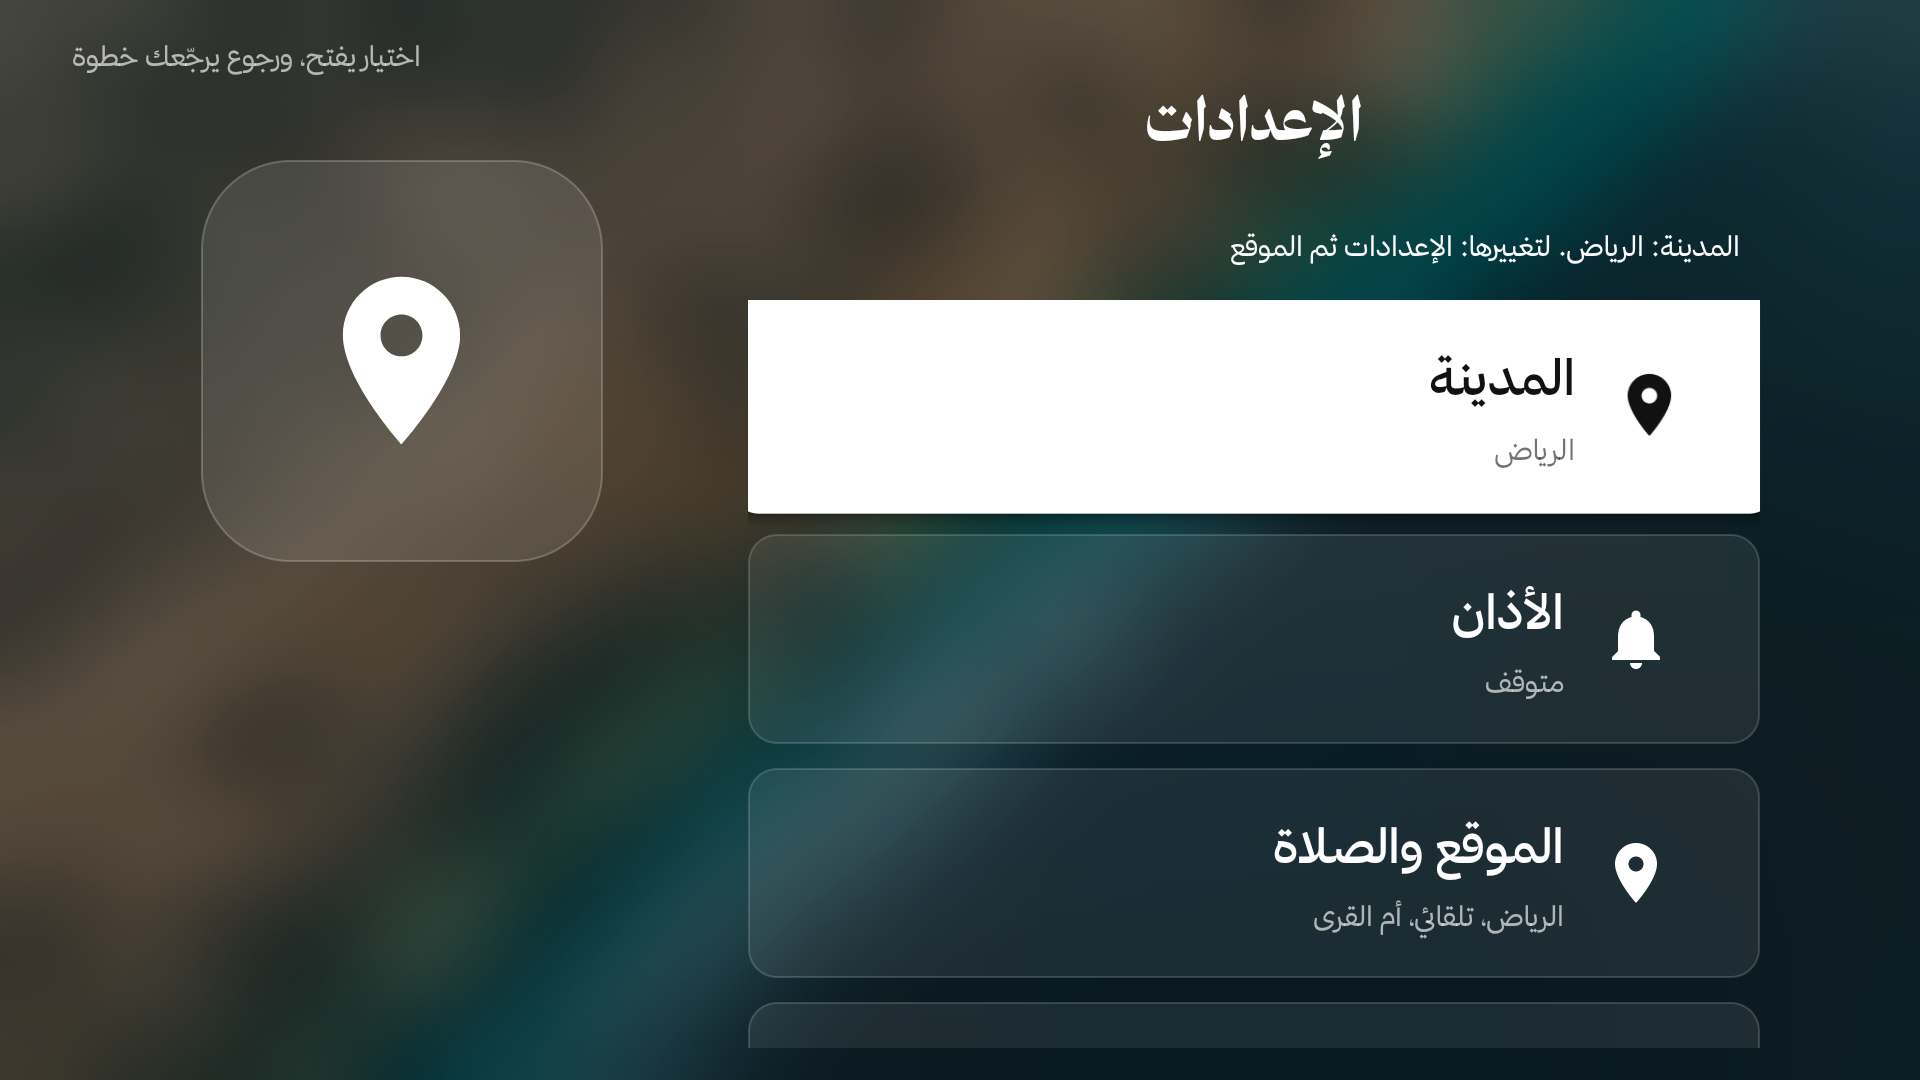 اختيار يفتح، ورجوع يرجّعك خطوة
الإعدادات
المدينة: الرياض. لتغييرها: الإعدادات ثم الموقع
المدينة
الرياض
الأذان
متوقف
الموقع والصلاة
الرياض، تلقائي، أم القرى